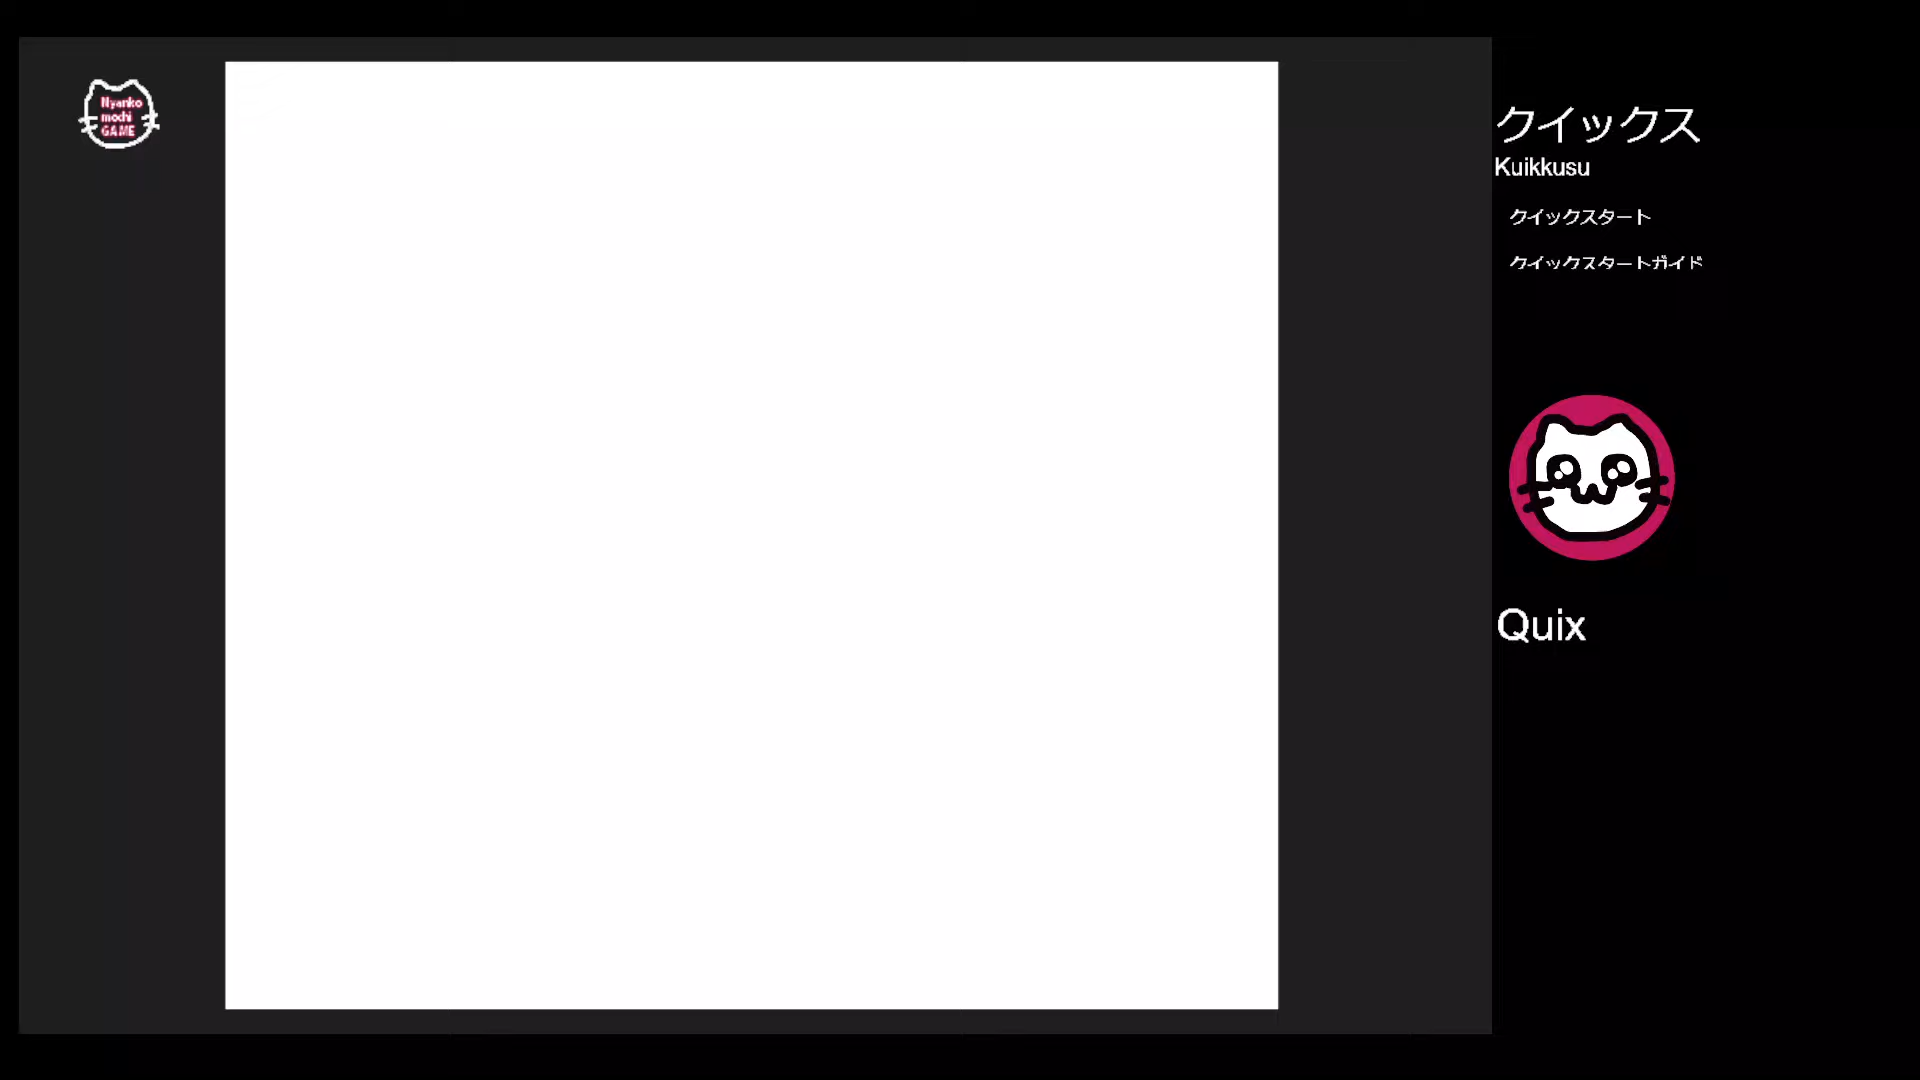 Nyanko
mochi
GAME
クイックス
Kuikkusu
クイックスタート
クイックスタートガイド
Quix